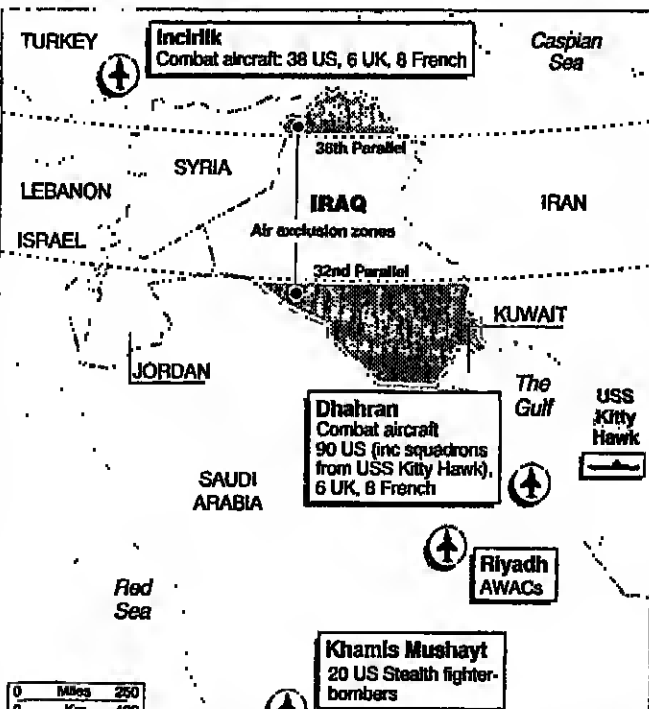 TURKEY
Incirlik
Combat aircraft: 38 US, 6 UK, 8 French
Caspian
Sea
36th Parallel
SYRIA
LEBANON
IRAQ
IRAN
Air exclusion zones
ISRAEL
32nd Parallel
KUWAIT
JORDAN
The
Gulf
USS
Kitty
Hawk
Dhahran
Combat aircraft
90 US (inc squadrons
from USS Kitty Hawk),
6 UK, 8 French
SAUDI
ARABIA
Riyadh
AWACs
Red
Sea
Khamis Mushayt
20 US Stealth fighter-
bombers
0 Miles 250
0 Km